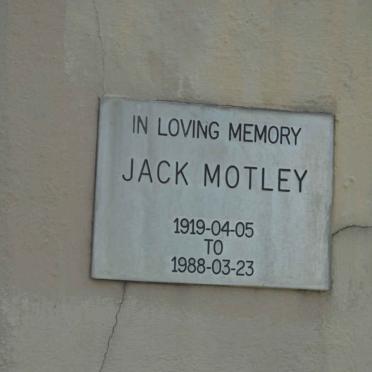 IN LOVING MEMORY
JACK MOTLEY
1919-04-05
TO
1988-03-23